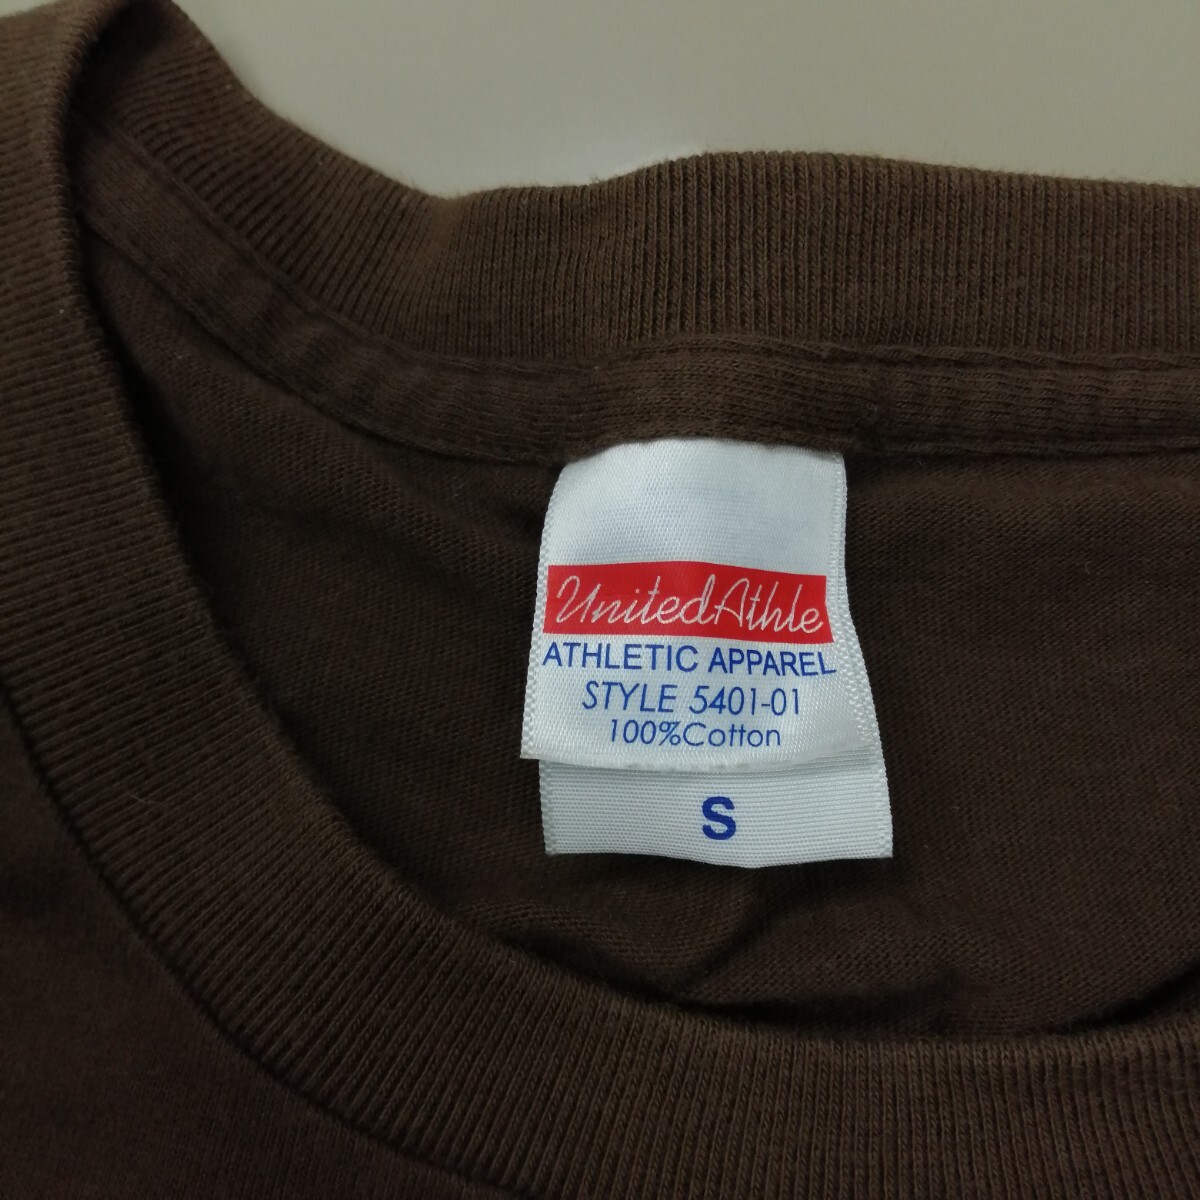 UnitedAthle
ATHLETIC APPAREL
STYLE 5401-01
100%Cotton
S